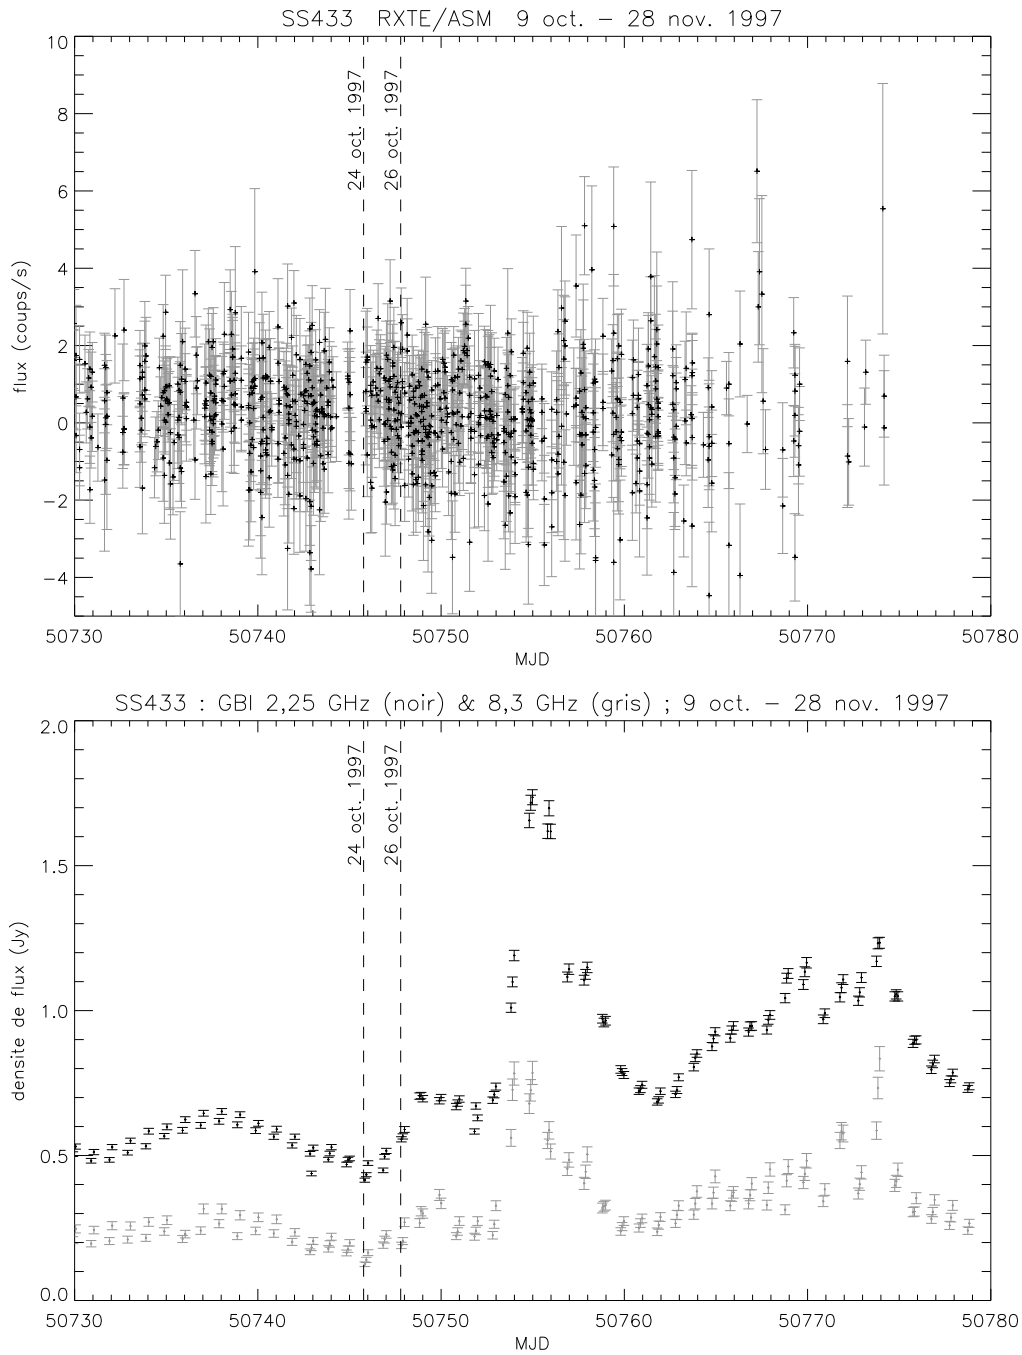 SS433 RXTE/ASM 9 oct. – 28 nov. 1997
10
8
6
4
2
0
−2
−4
flux (coups/s)
24 oct. 1997
26 oct. 1997
50730 50740 50750 50760 50770 50780
MJD
SS433 : GBI 2,25 GHz (noir) & 8,3 GHz (gris) ; 9 oct. – 28 nov. 1997
2.0
1.5
1.0
0.5
0.0
densite de flux (Jy)
24 oct. 1997
26 oct. 1997
50730 50740 50750 50760 50770 50780
MJD